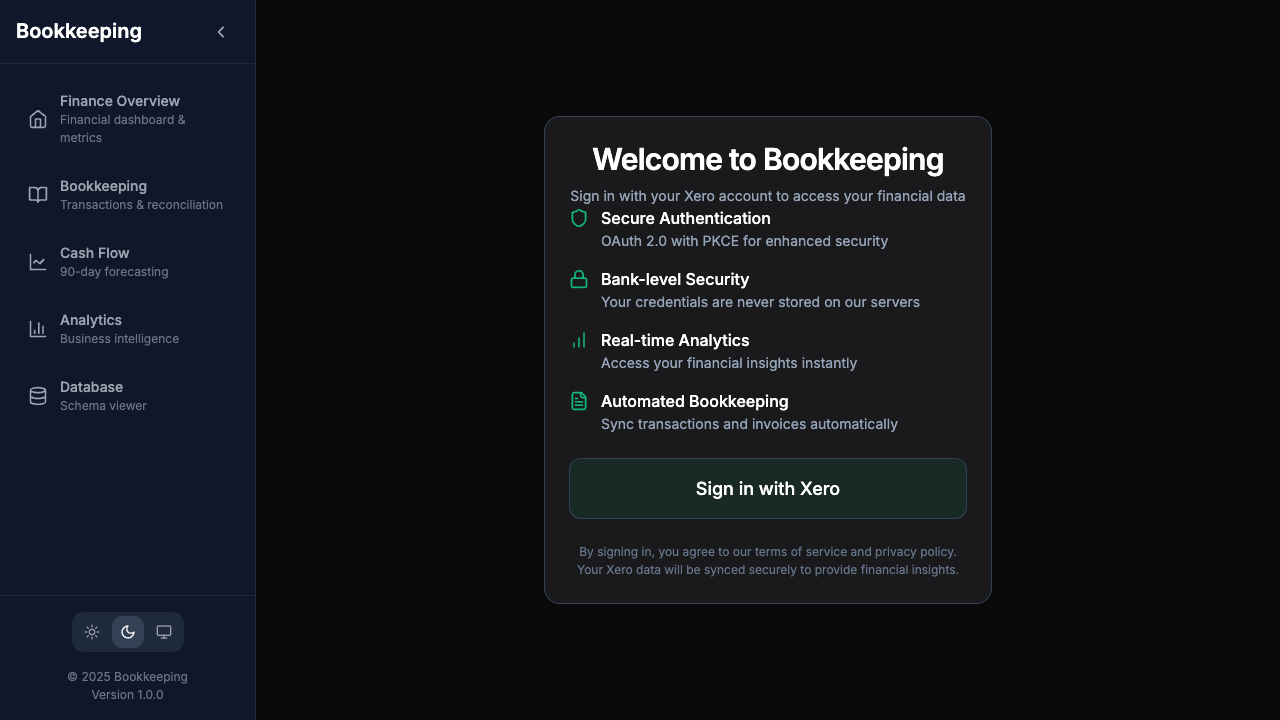 Bookkeeping
Finance Overview
Financial dashboard &
metrics
Bookkeeping
Transactions & reconciliation
Cash Flow
90-day forecasting
Analytics
Business intelligence
Database
Schema viewer
© 2025 Bookkeeping
Version 1.0.0
Welcome to Bookkeeping
Sign in with your Xero account to access your financial data
Secure Authentication
OAuth 2.0 with PKCE for enhanced security
Bank-level Security
Your credentials are never stored on our servers
Real-time Analytics
Access your financial insights instantly
Automated Bookkeeping
Sync transactions and invoices automatically
Sign in with Xero
By signing in, you agree to our terms of service and privacy policy.
Your Xero data will be synced securely to provide financial insights.